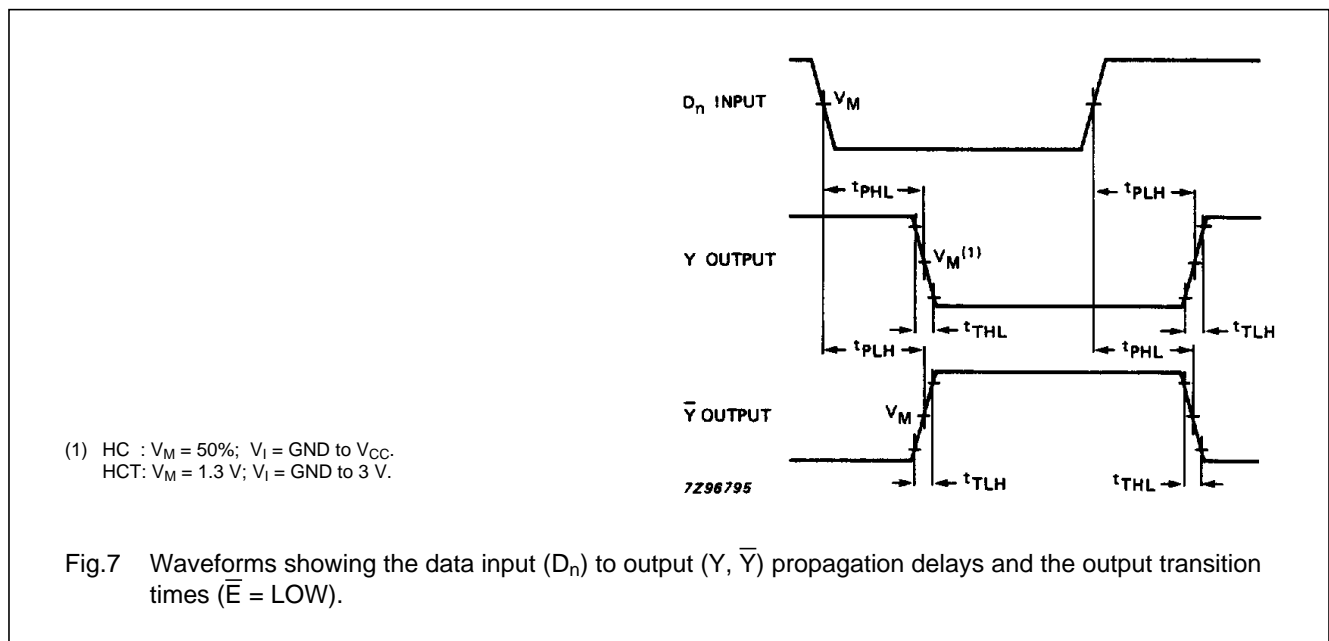 Dn INPUT
VM
tPHL
tPLH
Y OUTPUT
VM(1)
tTHL
tTLH
tPLH
tPHL
Y̅ OUTPUT
VM
tTLH
tTHL
7Z96795
(1) HC : VM = 50%; VI = GND to VCC.
HCT: VM = 1.3 V; VI = GND to 3 V.
Fig.7 Waveforms showing the data input (Dn) to output (Y, Y̅) propagation delays and the output transition
times (E̅ = LOW).